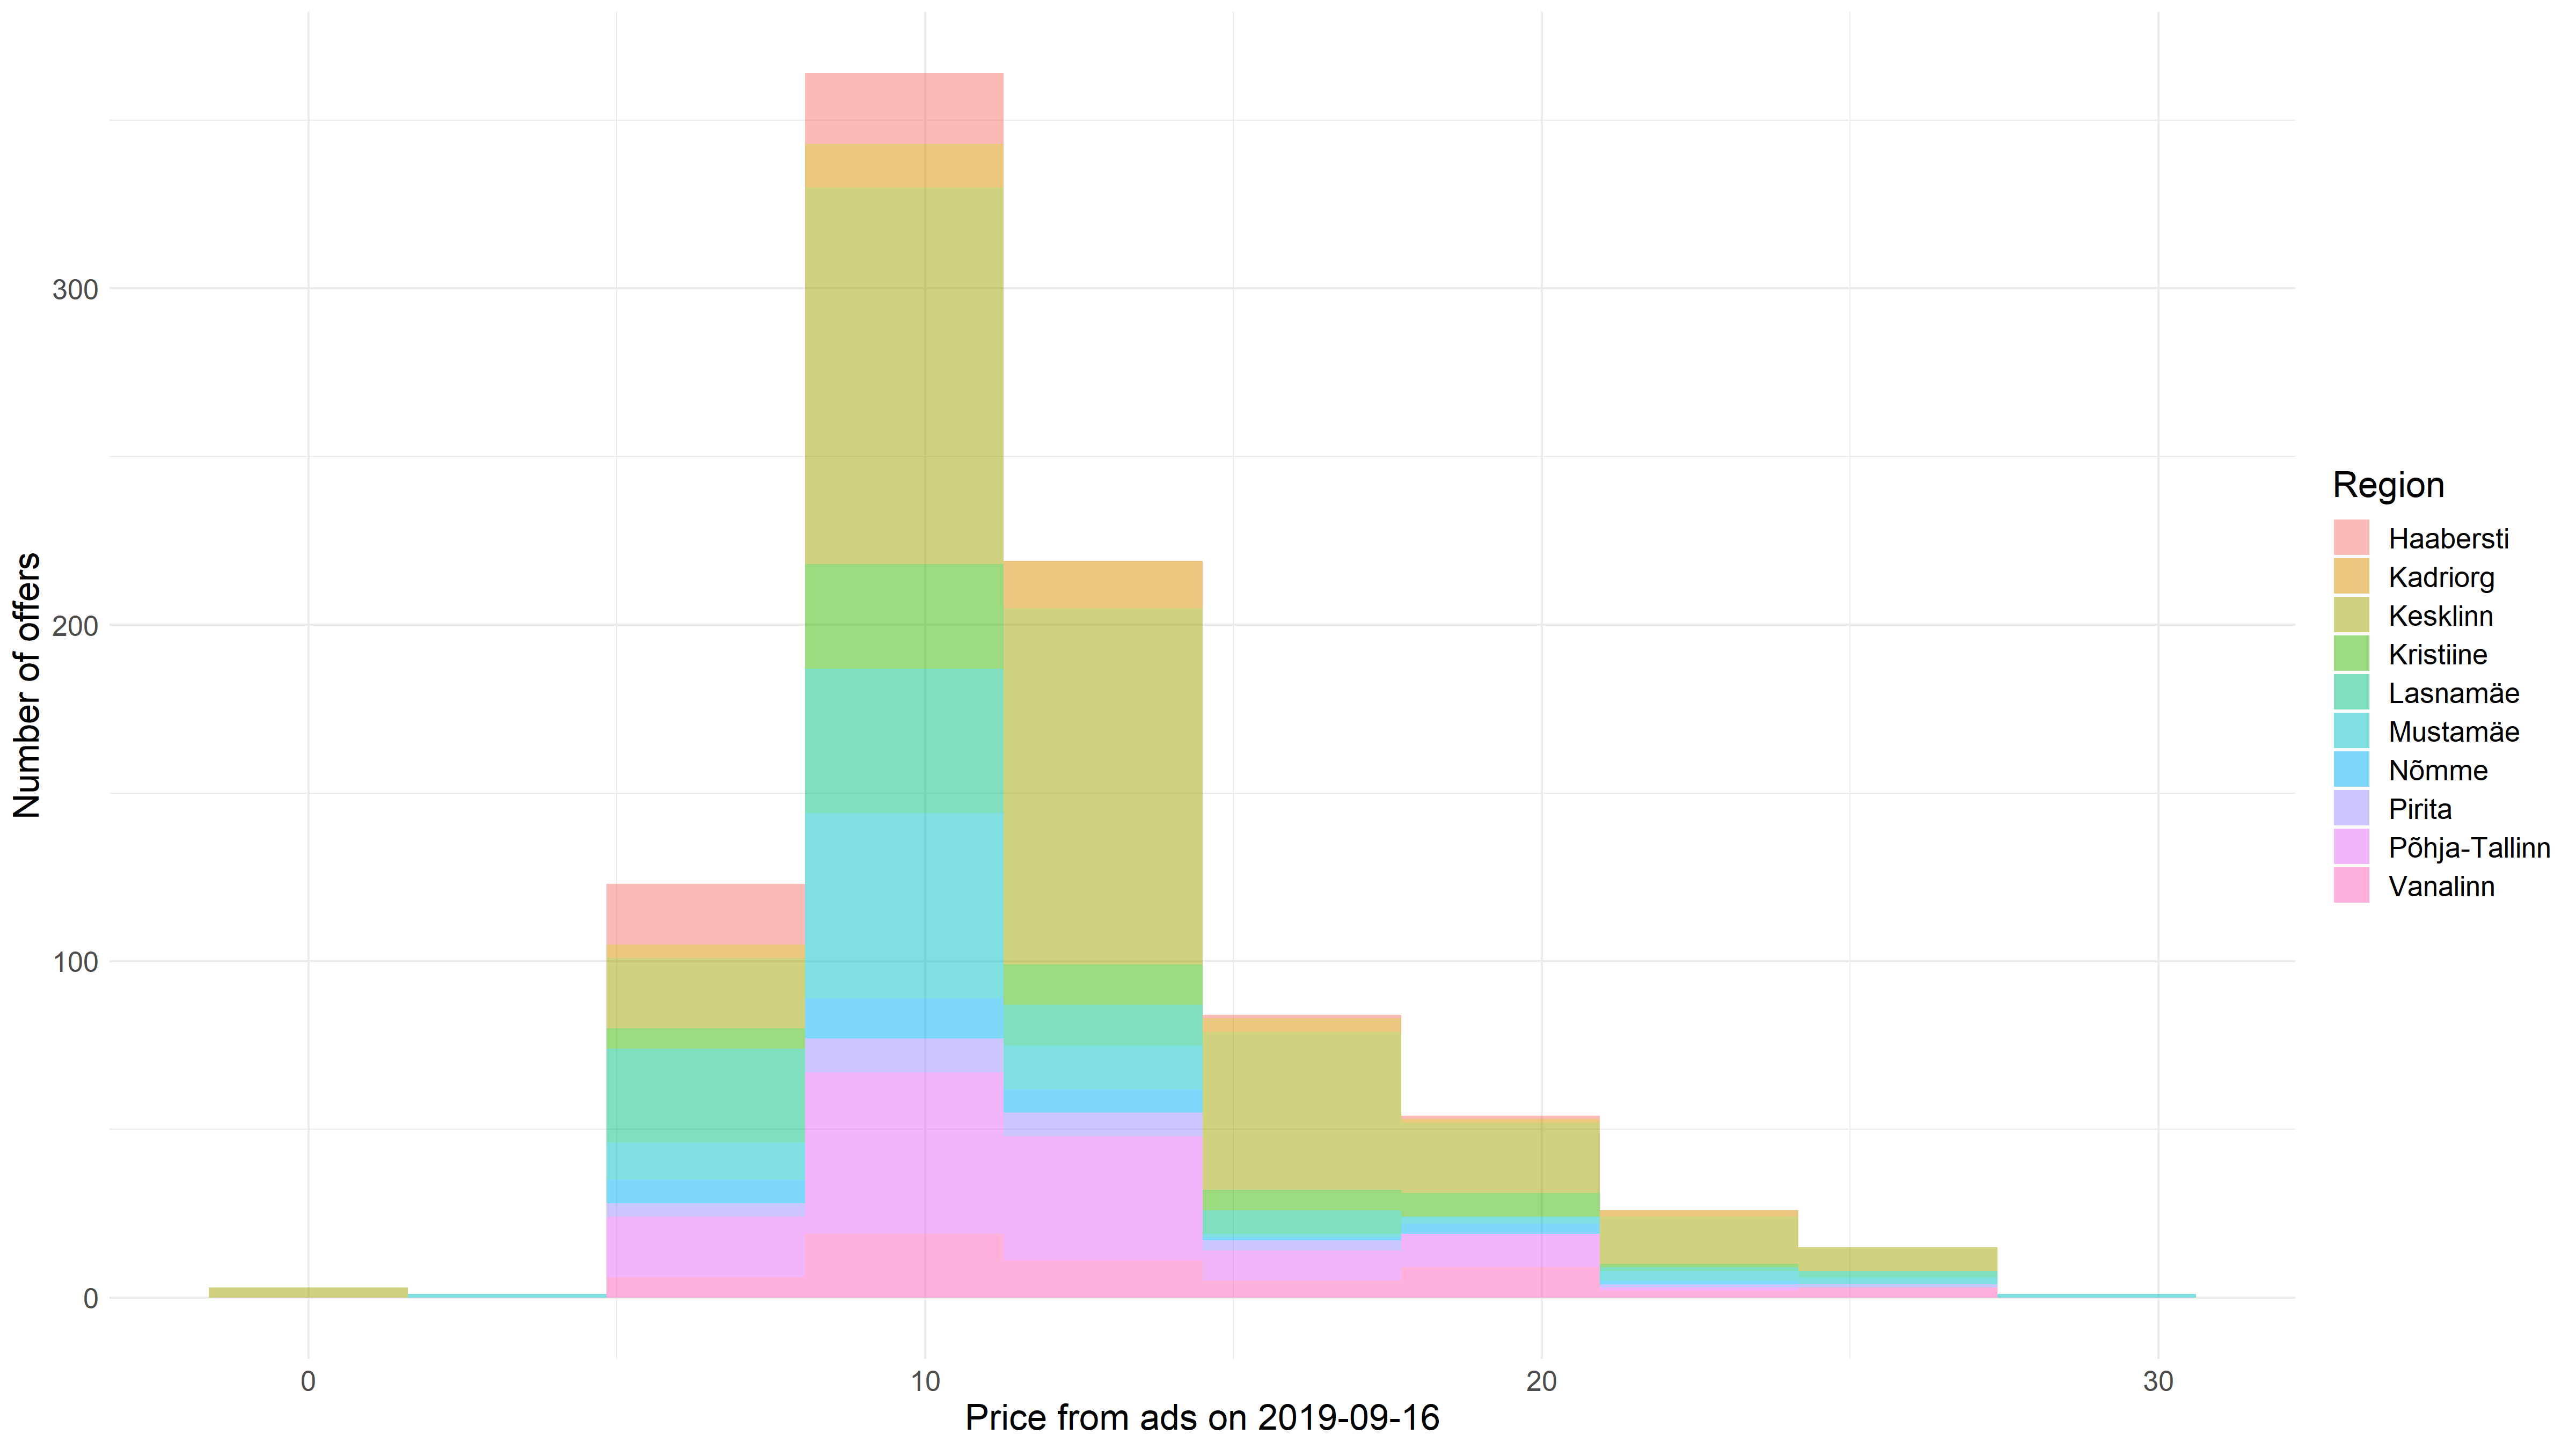 Number of offers
300
200
100
0
0 10 20 30
Price from ads on 2019-09-16
Region
Haabersti
Kadriorg
Kesklinn
Kristiine
Lasnamäe
Mustamäe
Nõmme
Pirita
Põhja-Tallinn
Vanalinn